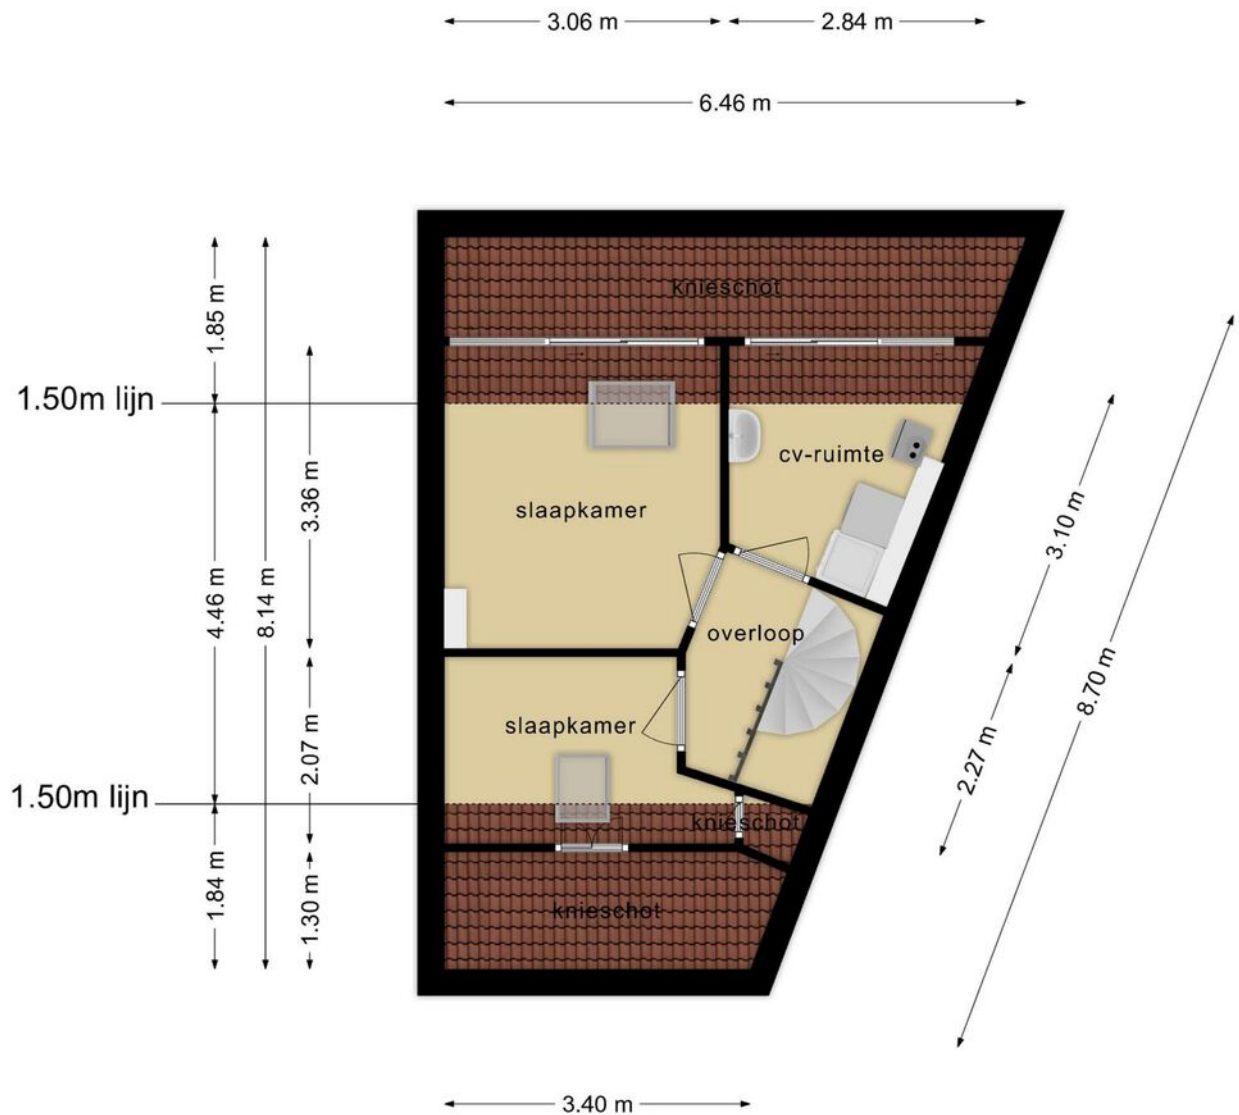 3.06 m
2.84 m
6.46 m
knieschot
1.85 m
1.50m lijn
cv-ruimte
3.36 m
slaapkamer
3.10 m
4.46 m
8.14 m
overloop
8.70 m
slaapkamer
2.07 m
2.27 m
1.50m lijn
knieschot
1.84 m
1.30 m
knieschot
3.40 m